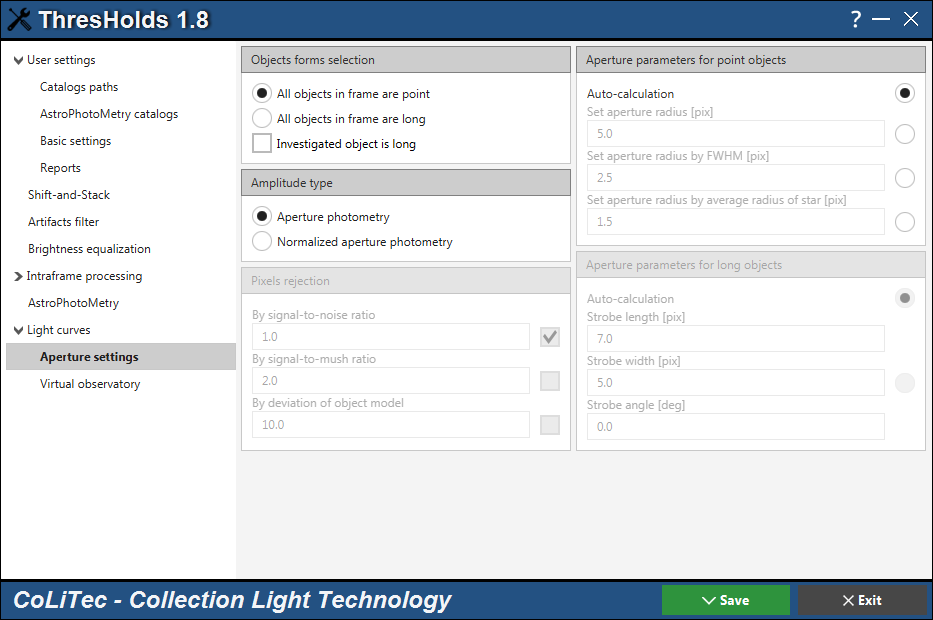 ThresHolds 1.8
?
User settings
Catalogs paths
AstroPhotoMetry catalogs
Basic settings
Reports
Shift-and-Stack
Artifacts filter
Brightness equalization
Intraframe processing
AstroPhotoMetry
Light curves
Aperture settings
Virtual observatory
Objects forms selection
All objects in frame are point
All objects in frame are long
Investigated object is long
Amplitude type
Aperture photometry
Normalized aperture photometry
Pixels rejection
By signal-to-noise ratio
1.0
By signal-to-mush ratio
2.0
By deviation of object model
10.0
Aperture parameters for point objects
Auto-calculation
Set aperture radius [pix]
5.0
Set aperture radius by FWHM [pix]
2.5
Set aperture radius by average radius of star [pix]
1.5
Aperture parameters for long objects
Auto-calculation
Strobe length [pix]
7.0
Strobe width [pix]
5.0
Strobe angle [deg]
0.0
CoLiTec - Collection Light Technology
Save
Exit